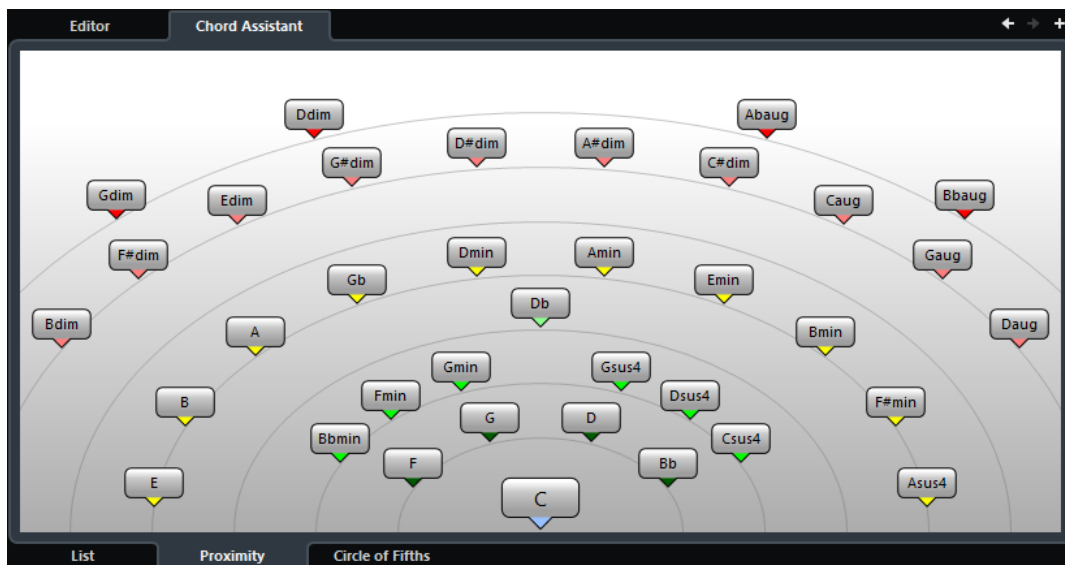 Editor
Chord Assistant
Ddim
Abaug
D#dim
A#dim
G#dim
C#dim
Gdim
Edim
Caug
Bbaug
F#dim
Dmin
Amin
Gaug
Gb
Emin
Db
Bdim
A
Bmin
Daug
Gmin
Gsus4
Fmin
Dsus4
B
F#min
G
D
Bbmin
Csus4
F
Bb
E
C
Asus4
List
Proximity
Circle of Fifths